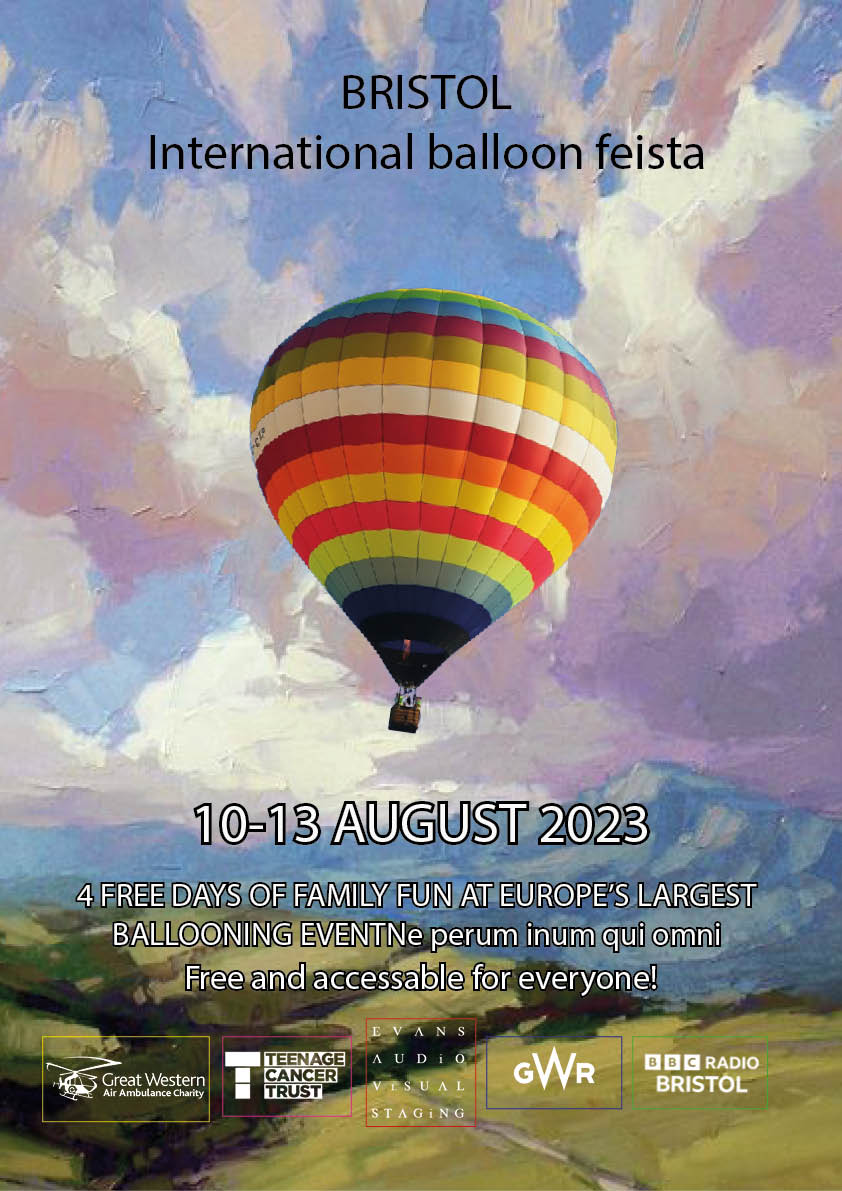 BRISTOL
International balloon feista
10-13 AUGUST 2023
4 FREE DAYS OF FAMILY FUN AT EUROPE’S LARGEST
BALLOONING EVENTNe perum inum qui omni
Free and accessable for everyone!
Great Western
Air Ambulance Charity
TEENAGE
CANCER
TRUST
EVANS
AUDiO
ViSUAL
STAGiNG
GWR
BBC RADIO
BRISTOL